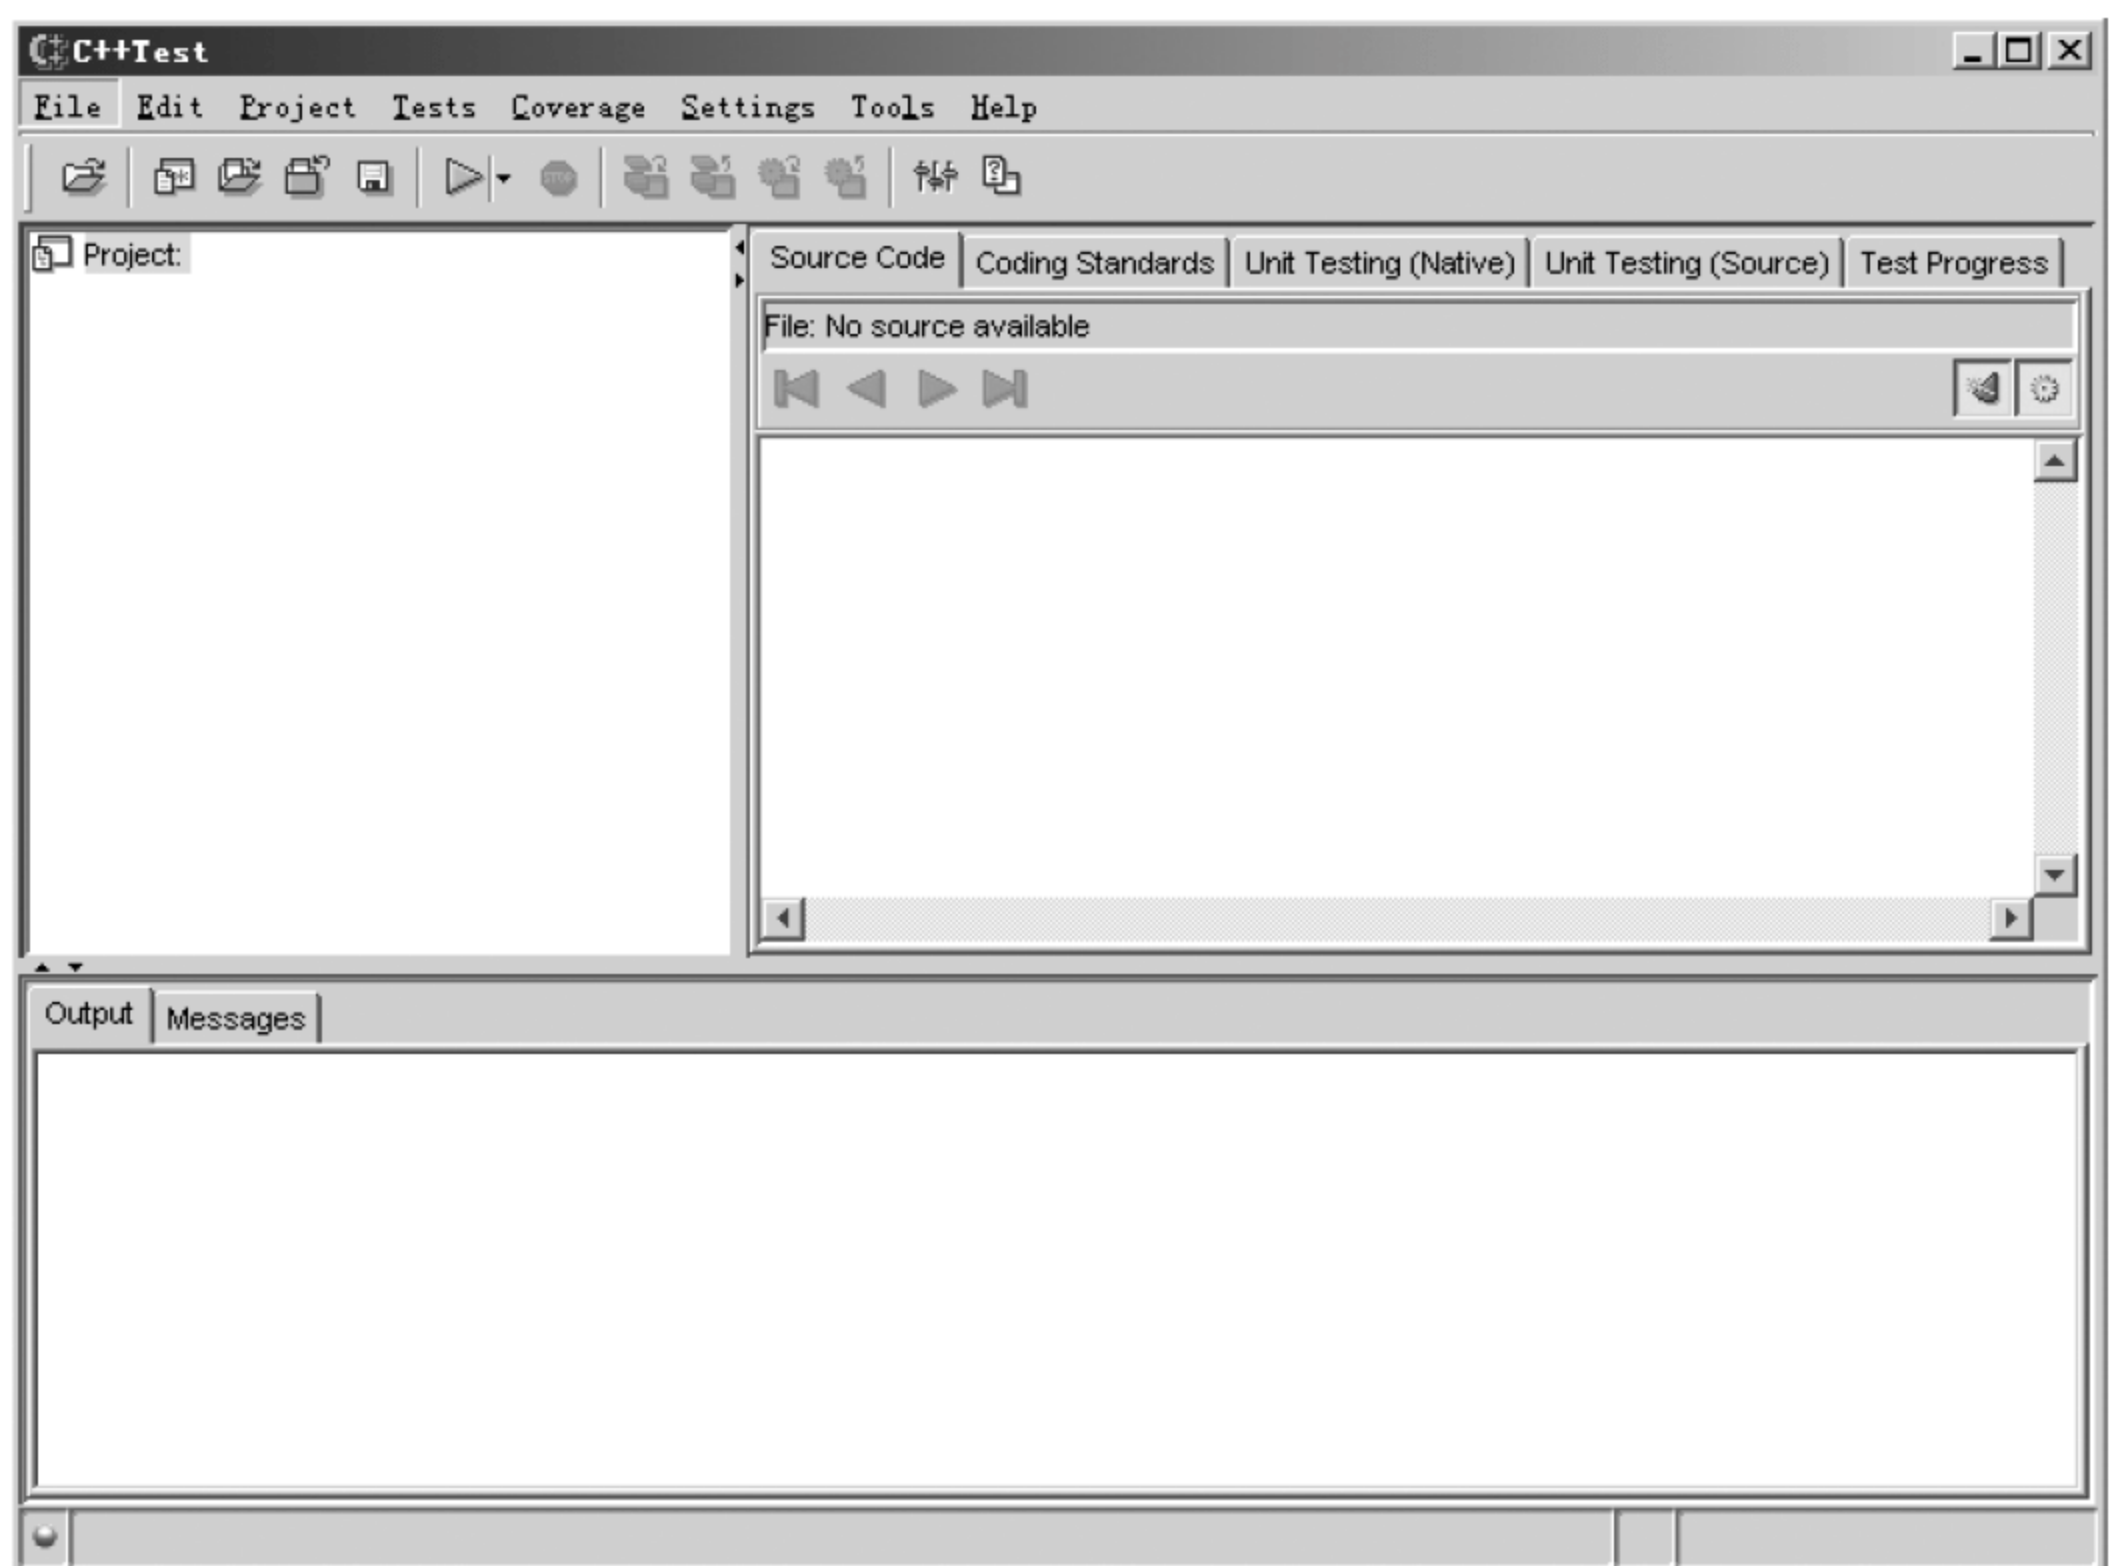 C++Test
File Edit Project Tests Coverage Settings Tools Help
Project:
Source Code Coding Standards Unit Testing (Native) Unit Testing (Source) Test Progress
File: No source available
Output Messages